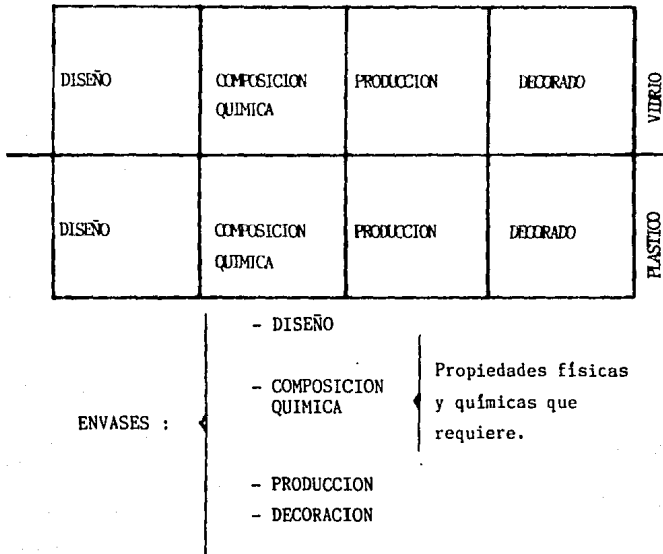 DISEÑO COMPOSICION PRODUCCION DECORADO VIDRIO
QUIMICA
DISEÑO COMPOSICION PRODUCCION DECORADO PLASTICO
QUIMICA
- DISEÑO
- COMPOSICION
QUIMICA
Propiedades físicas
y químicas que
requiere.
ENVASES :
- PRODUCCION
- DECORACION